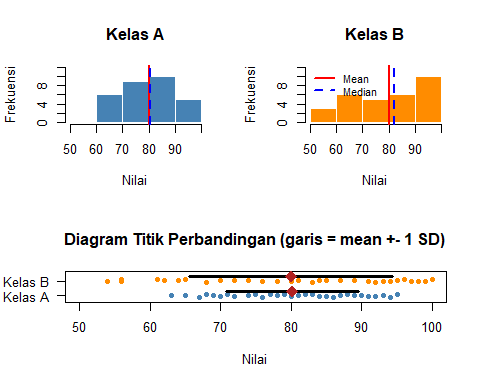 Kelas A
Frekuensi
0 4 8
50 60 70 80 90
Nilai
Kelas B
Frekuensi
0 4 8
Mean
Median
50 60 70 80 90
Nilai
Diagram Titik Perbandingan (garis = mean +- 1 SD)
Kelas B
Kelas A
50 60 70 80 90 100
Nilai